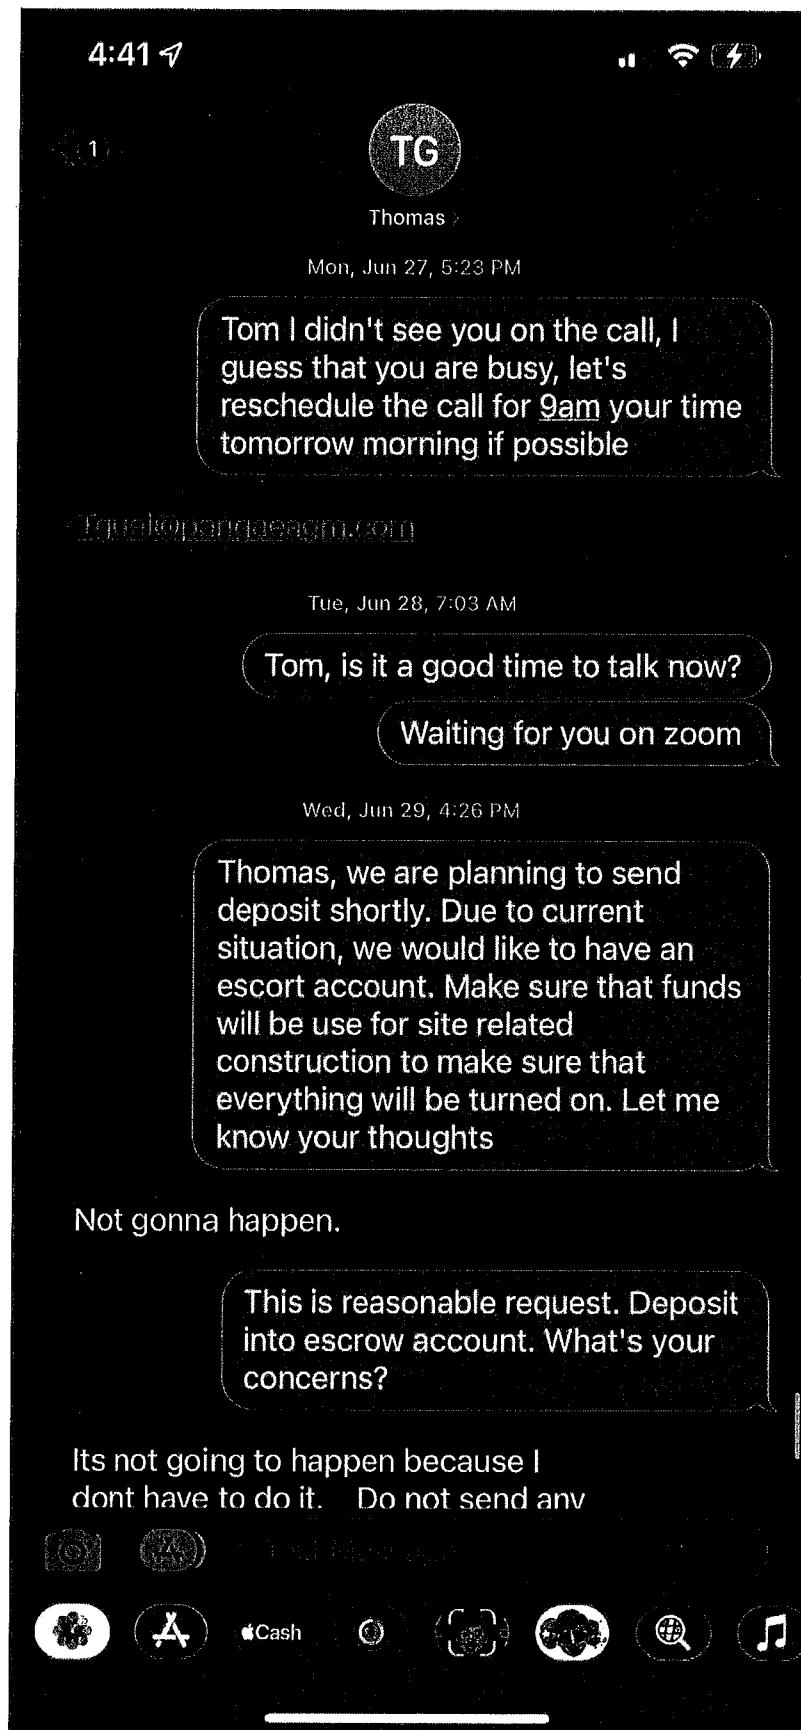 4:41
1
TG
Thomas
Mon, Jun 27, 5:23 PM
Tom I didn't see you on the call, I
guess that you are busy, let's
reschedule the call for 9am your time
tomorrow morning if possible
Tguel@pangaeagm.com
Tue, Jun 28, 7:03 AM
Tom, is it a good time to talk now?
Waiting for you on zoom
Wed, Jun 29, 4:26 PM
Thomas, we are planning to send
deposit shortly. Due to current
situation, we would like to have an
escort account. Make sure that funds
will be use for site related
construction to make sure that
everything will be turned on. Let me
know your thoughts
Not gonna happen.
This is reasonable request. Deposit
into escrow account. What's your
concerns?
Its not going to happen because I
dont have to do it. Do not send any
Cash